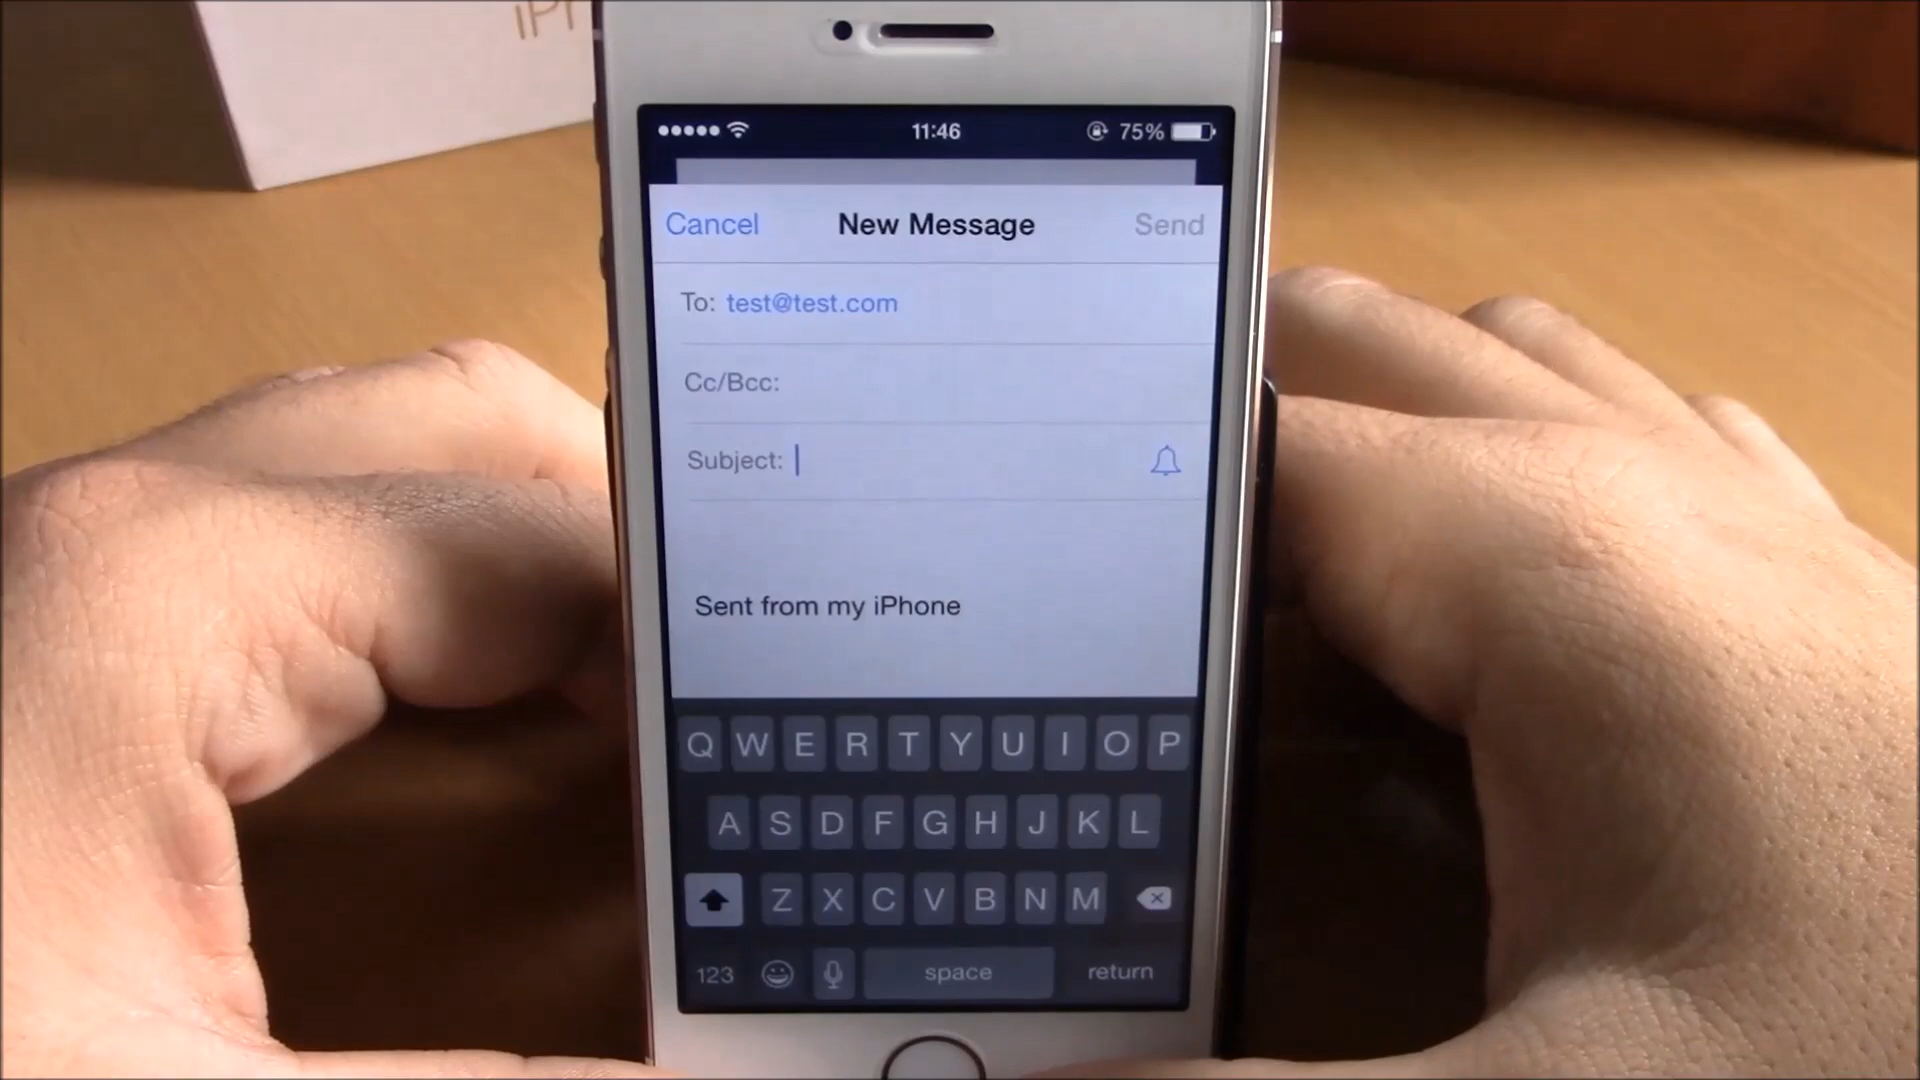 iPh
11:46
75%
Cancel New Message Send
To: test@test.com
Cc/Bcc:
Subject:
Sent from my iPhone
Q W E R T Y U I O P
A S D F G H J K L
Z X C V B N M
123 space return